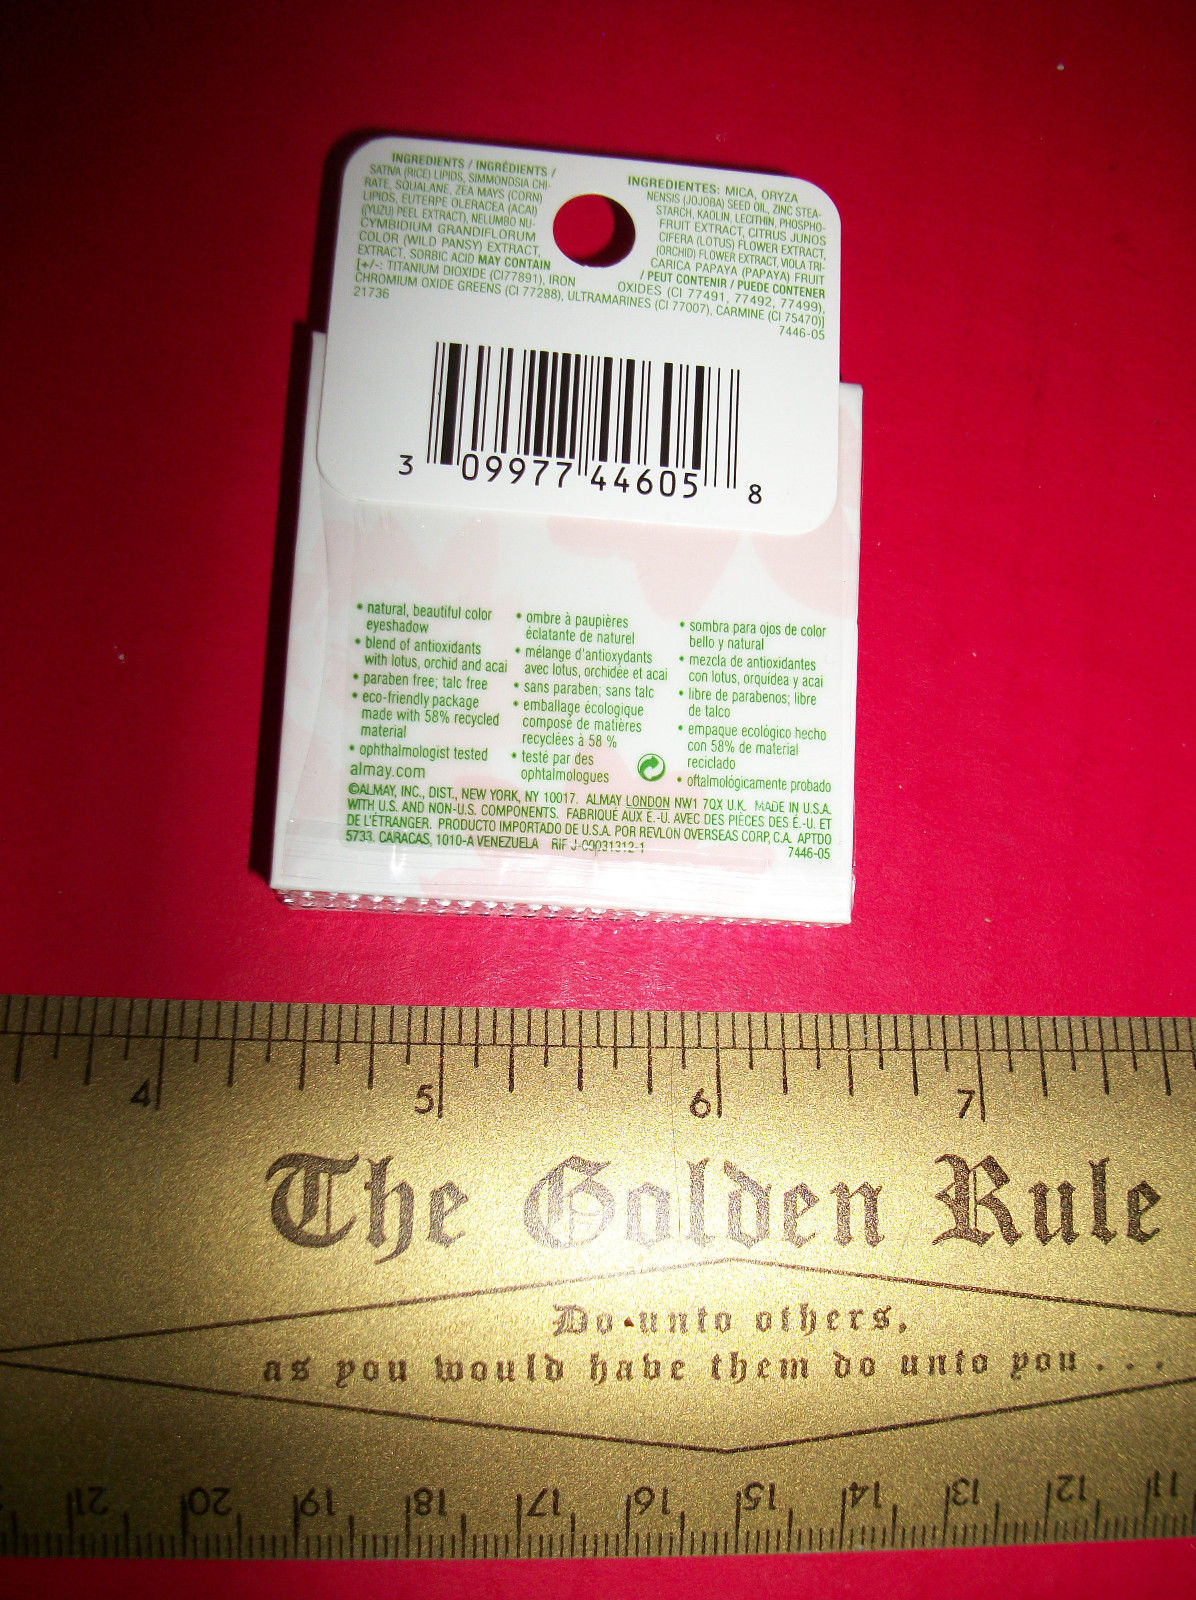 INGREDIENTS / INGRÉDIENTS / INGREDIENTES: MICA, ORYZA
SATIVA (RICE) LIPIDS, SIMMONDSIA CHINENSIS (JOJOBA) SEED OIL, ZINC STEA-
RATE, SQUALANE, ZEA MAYS (CORN) STARCH, KAOLIN, LECITHIN, PHOSPHO-
LIPIDS, EUTERPE OLERACEA (ACAI) FRUIT EXTRACT, CITRUS JUNOS
(YUZU) PEEL EXTRACT), NELUMBO NUCIFERA (LOTUS) FLOWER EXTRACT,
CYMBIDIUM GRANDIFLORUM (ORCHID) FLOWER EXTRACT, VIOLA TRI-
COLOR (WILD PANSY) EXTRACT, CARICA PAPAYA (PAPAYA) FRUIT
EXTRACT, SORBIC ACID MAY CONTAIN / PEUT CONTENIR / PUEDE CONTENER
[+/-: TITANIUM DIOXIDE (CI77891), IRON OXIDES (CI 77491, 77492, 77499),
CHROMIUM OXIDE GREENS (CI 77288), ULTRAMARINES (CI 77007), CARMINE (CI 75470)]
21736 7446-05
3 09977 44605 8
• natural, beautiful color
eyeshadow
• blend of antioxidants
with lotus, orchid and acai
• paraben free; talc free
• eco-friendly package
made with 58% recycled
material
• ophthalmologist tested
almay.com
• ombre à paupières
éclatante de naturel
• mélange d'antioxydants
avec lotus, orchidée et acai
• sans paraben; sans talc
• emballage écologique
composé de matières
recyclées à 58 %
• testé par des
ophtalmologues
• sombra para ojos de color
bello y natural
• mezcla de antioxidantes
con lotus, orquídea y acai
• libre de parabenos; libre
de talco
• empaque ecológico hecho
con 58% de material
reciclado
• oftalmológicamente probado
©ALMAY, INC., DIST., NEW YORK, NY 10017. ALMAY LONDON NW1 7QX U.K. MADE IN U.S.A.
WITH U.S. AND NON-U.S. COMPONENTS. FABRIQUÉ AUX É.-U. AVEC DES PIÈCES DES É.-U. ET
DE L'ÉTRANGER. PRODUCTO IMPORTADO DE U.S.A. POR REVLON OVERSEAS CORP, C.A. APTDO
5733. CARACAS, 1010-A VENEZUELA RIF J-00031312-1 7446-05
4 5 6 7
The Golden Rule
Do unto others,
as you would have them do unto you...
21 20 19 18 17 16 15 14 13 12 11